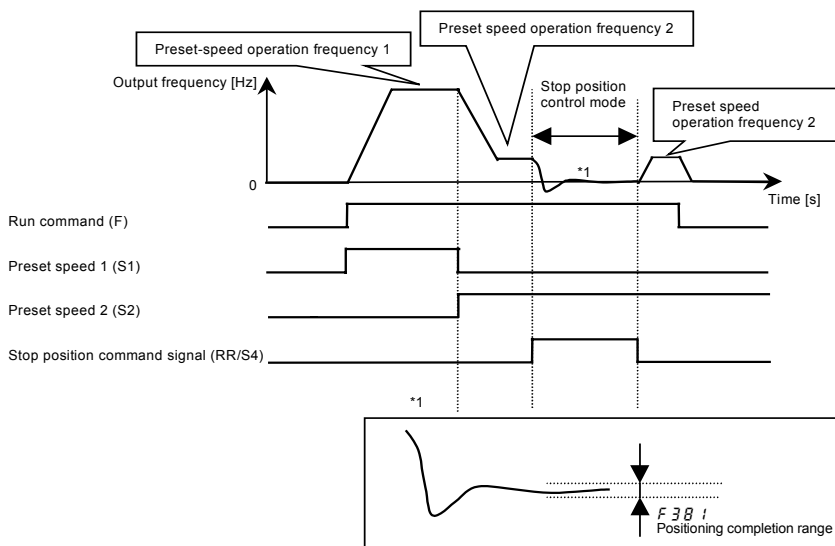 Preset-speed operation frequency 1
Preset speed operation frequency 2
Output frequency [Hz]
Stop position
control mode
Preset speed
operation frequency 2
*1
0
Time [s]
Run command (F)
Preset speed 1 (S1)
Preset speed 2 (S2)
Stop position command signal (RR/S4)
*1
F381
Positioning completion range